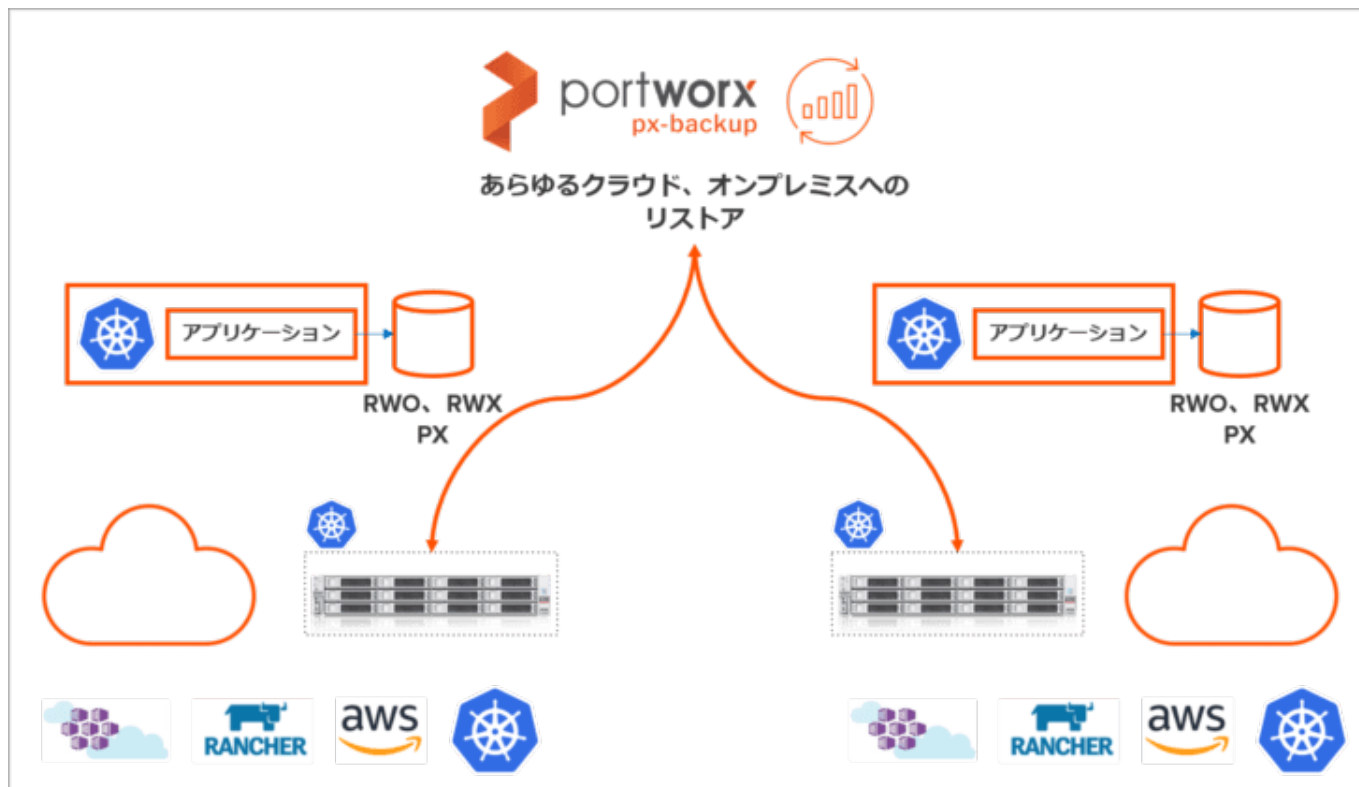 portworx
px-backup
あらゆるクラウド、オンプレミスへの
リストア
アプリケーション
RWO、RWX
PX
アプリケーション
RWO、RWX
PX
RANCHER
aws
RANCHER
aws